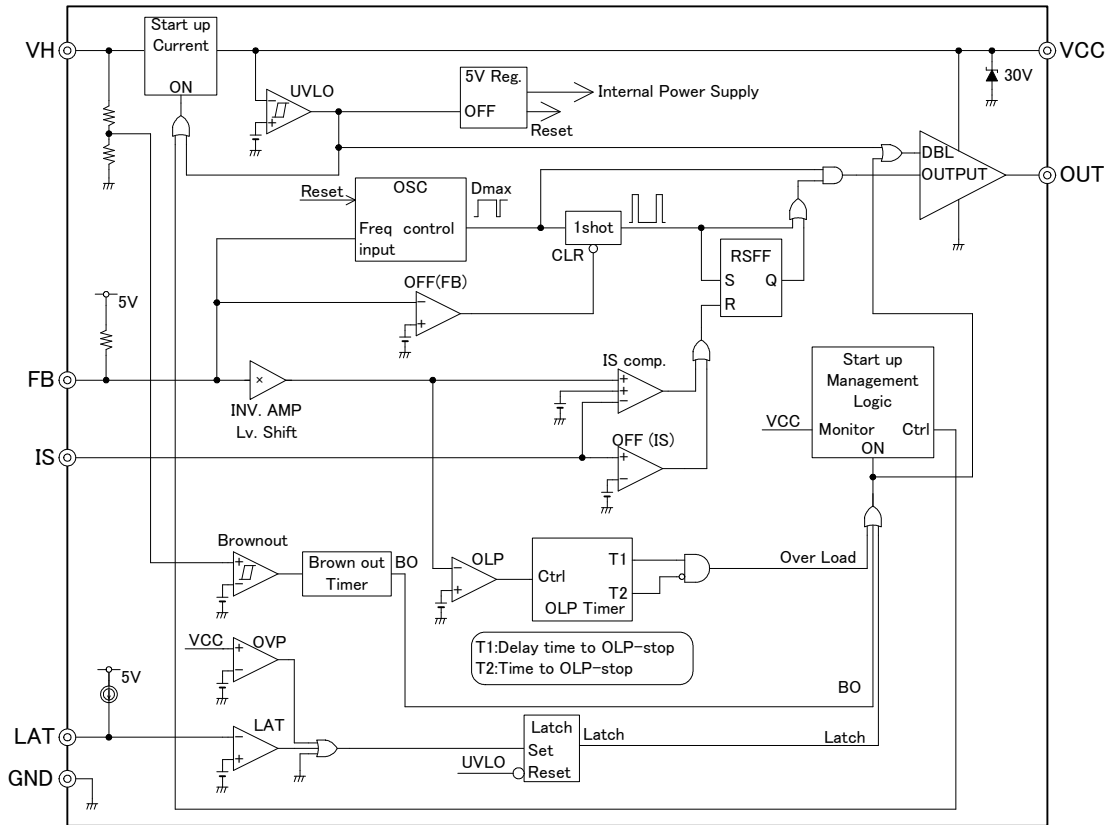 VH
Start up
Current
ON
VCC
30V
UVLO
5V Reg.
OFF
Internal Power Supply
Reset
DBL
OUTPUT
OUT
Reset
OSC
Freq control
input
Dmax
1shot
CLR
RSFF
S
Q
R
OFF(FB)
5V
FB
INV. AMP
Lv. Shift
IS comp.
Start up
Management
Logic
VCC
Monitor
Ctrl
ON
IS
OFF (IS)
Brownout
BO
Brown out
Timer
OLP
Ctrl
T1
T2
OLP Timer
Over Load
T1:Delay time to OLP-stop
T2:Time to OLP-stop
VCC
OVP
BO
5V
LAT
LAT
Latch
Set
Reset
Latch
Latch
UVLO
GND